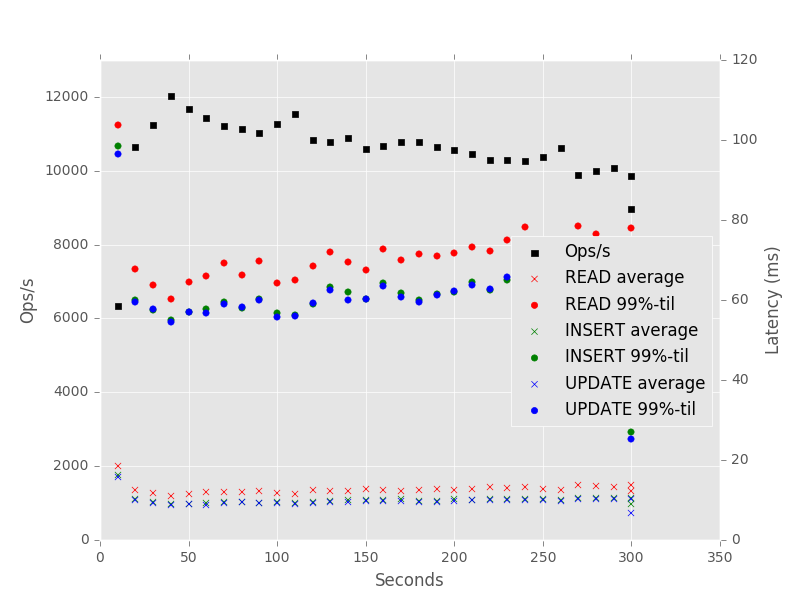 12000
10000
8000
6000
4000
2000
0
Ops/s
120
100
80
60
40
20
0
Latency (ms)
Ops/s
READ average
READ 99%-til
INSERT average
INSERT 99%-til
UPDATE average
UPDATE 99%-til
0 50 100 150 200 250 300 350
Seconds